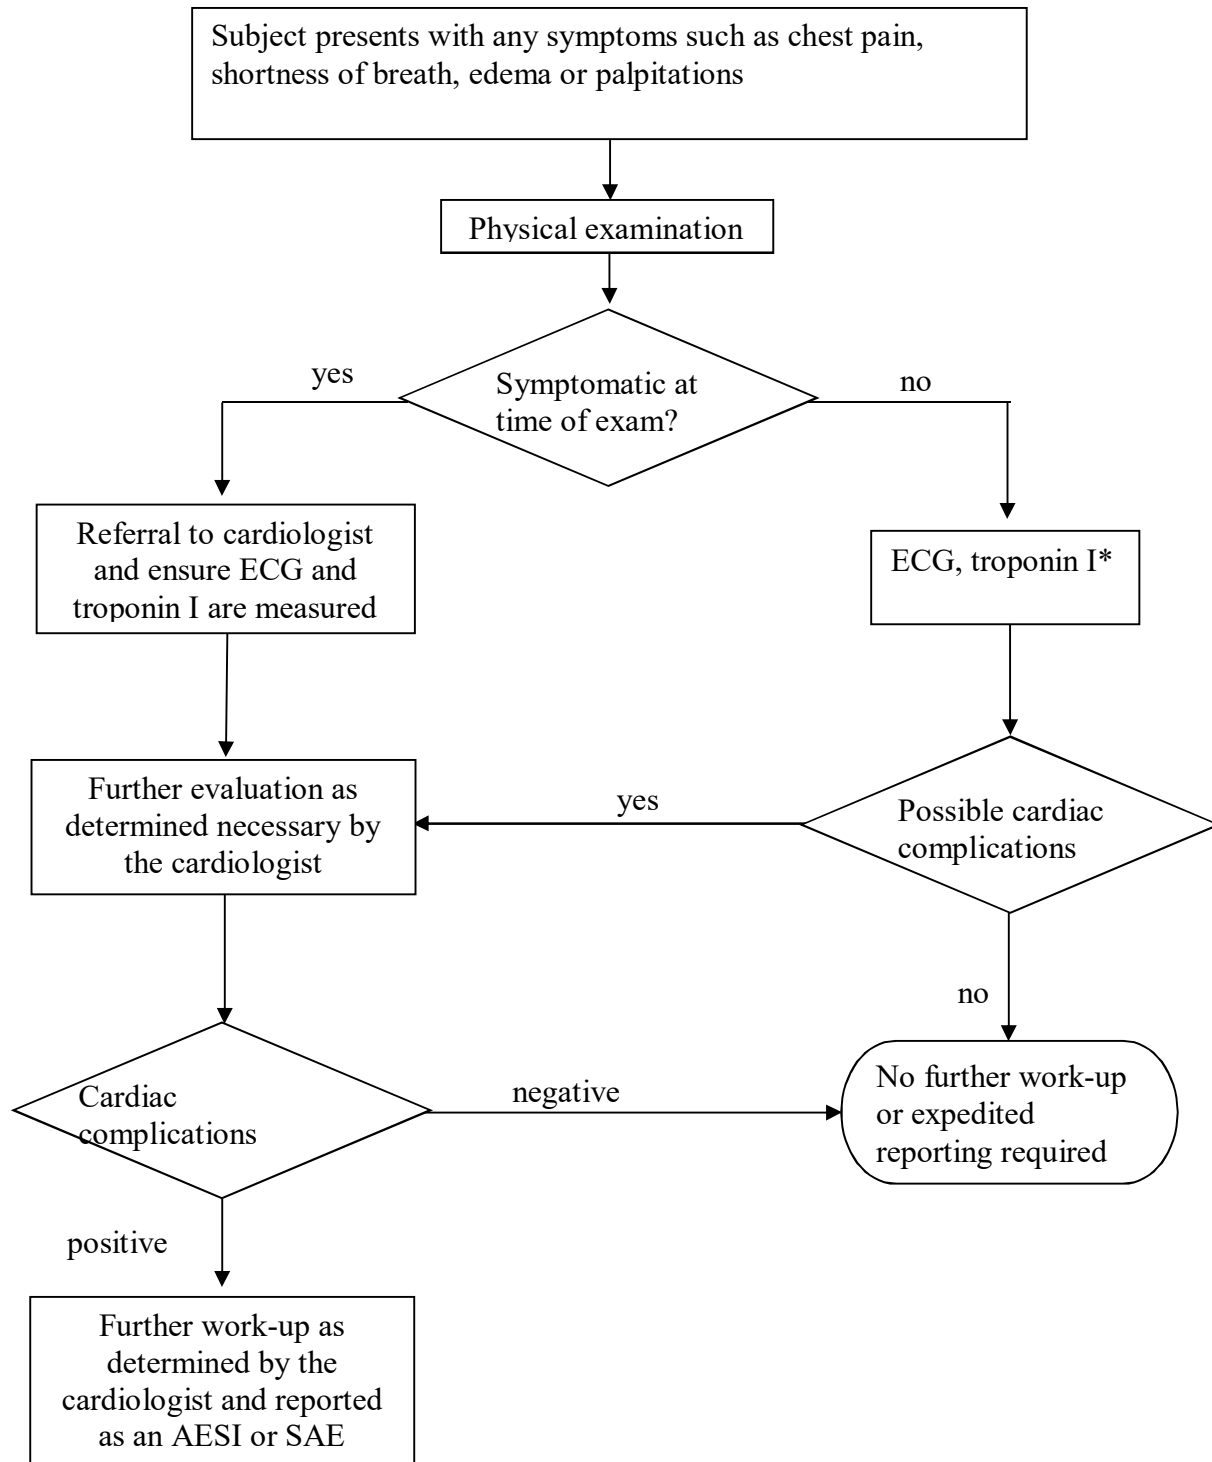 Subject presents with any symptoms such as chest pain,
shortness of breath, edema or palpitations
Physical examination
yes
Symptomatic at
time of exam?
no
Referral to cardiologist
and ensure ECG and
troponin I are measured
ECG, troponin I*
Further evaluation as
determined necessary by
the cardiologist
yes
Possible cardiac
complications
no
Cardiac
complications
negative
No further work-up
or expedited
reporting required
positive
Further work-up as
determined by the
cardiologist and reported
as an AESI or SAE